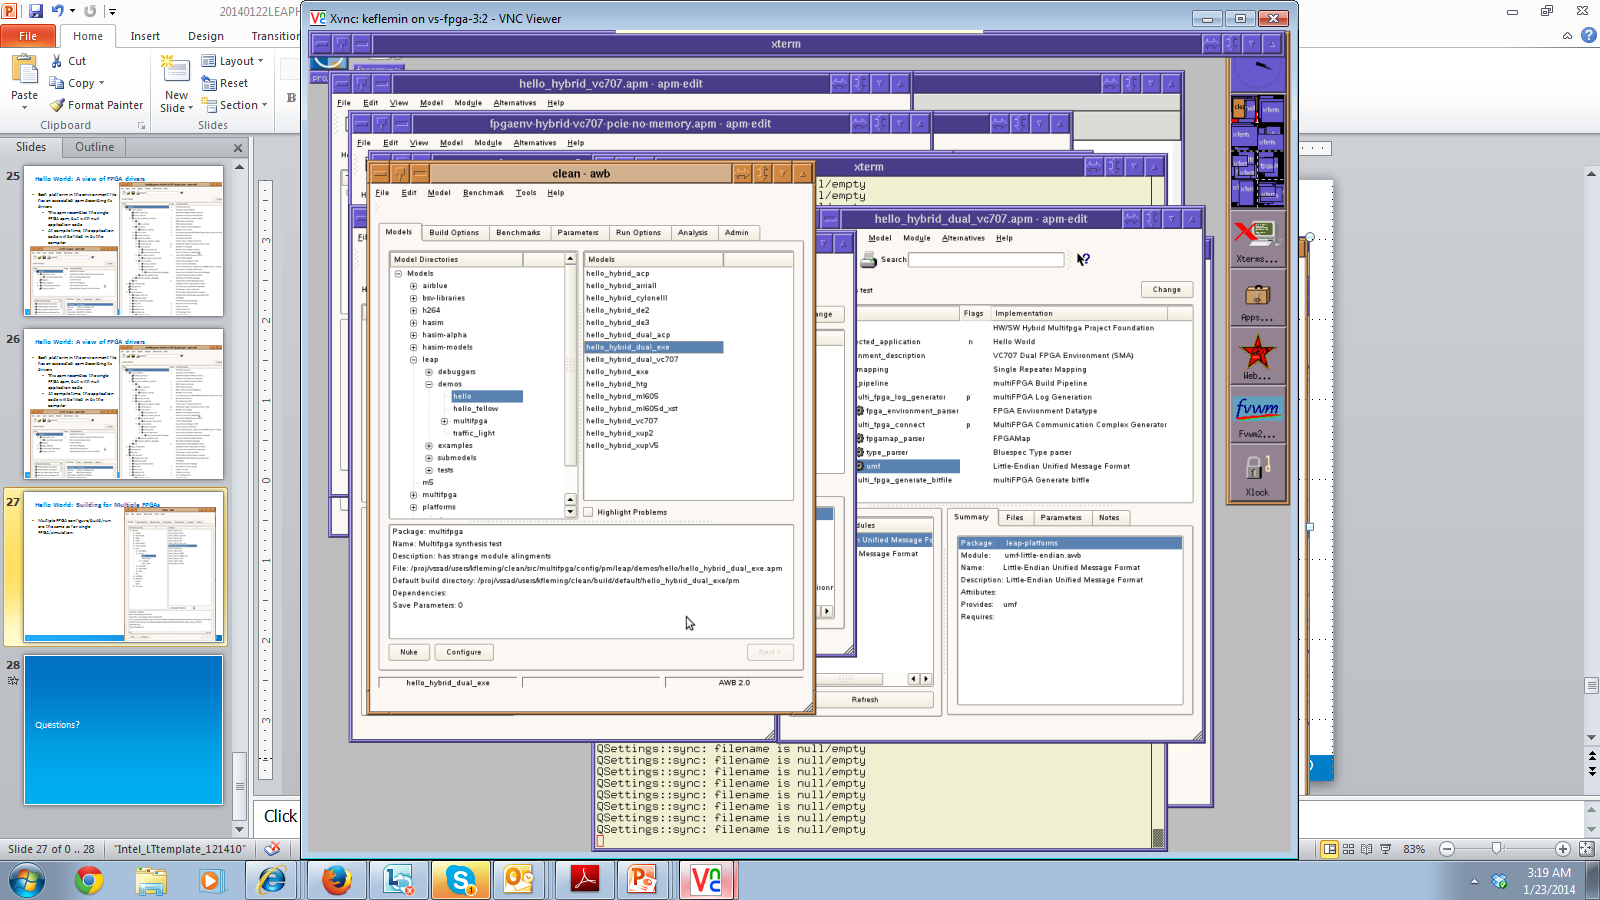 20140122LEAPH
Xvnc: keflemin on vs-fpga-3:2 - VNC Viewer
File
Home
Insert
Design
Transition
Paste
Cut
Copy
Format Painter
Clipboard
New Slide
Layout
Reset
Section
Slides
B
Slides
Outline
25
Hello World: A view of FPGA drivers
26
Hello World: A view of FPGA drivers
27
Hello World: Building for Multiple FPGAs
28
Questions?
Click
Slide 27 of 0 .. 28
"Intel_LTtemplate_121410"
83%
3:19 AM
1/23/2014
xterm
hello_hybrid_vc707.apm - apm-edit
File Edit View Model Module Alternatives Help
fpgaenv-hybrid-vc707-pcie-no-memory.apm - apm-edit
File Edit View Model Module Alternatives Help
xterm
l/empty
l/empty
clean - awb
File Edit Model Benchmark Tools Help
Models
Build Options
Benchmarks
Parameters
Run Options
Analysis
Admin
Model Directories
Models
airblue
bsv-libraries
h264
hasim
hasim-alpha
hasim-models
leap
debuggers
demos
hello
hello_fellow
multifpga
traffic_light
examples
submodels
tests
m5
multifpga
platforms
Models
hello_hybrid_acp
hello_hybrid_arriaII
hello_hybrid_cycloneIII
hello_hybrid_de2
hello_hybrid_de3
hello_hybrid_dual_acp
hello_hybrid_dual_exe
hello_hybrid_dual_vc707
hello_hybrid_exe
hello_hybrid_htg
hello_hybrid_ml605
hello_hybrid_ml605d_xst
hello_hybrid_vc707
hello_hybrid_xup2
hello_hybrid_xupV5
Highlight Problems
Package: multifpga
Name: Multifpga synthesis test
Description: has strange module alingments
File: /proj/vssad/users/kfleming/clean/src/multifpga/config/pm/leap/demos/hello/hello_hybrid_dual_exe.apm
Default build directory: /proj/vssad/users/kfleming/clean/build/default/hello_hybrid_dual_exe/pm
Dependencies:
Save Parameters: 0
Nuke
Configure
Next >
hello_hybrid_dual_exe
AWB 2.0
hello_hybrid_dual_vc707.apm - apm-edit
Model Module Alternatives Help
Search
s test
Change
Flags
Implementation
HW/SW Hybrid Multifpga Project Foundation
cted_application n Hello World
nment_description VC707 Dual FPGA Environment (SMA)
mapping Single Repeater Mapping
_pipeline multiFPGA Build Pipeline
ulti_fpga_log_generator p multiFPGA Log Generation
fpga_environment_parser FPGA Environment Datatype
ulti_fpga_connect p MultiFPGA Communication Complex Generator
fpgamap_parser FPGAMap
type_parser Bluespec Type parser
umf Little-Endian Unified Message Format
ulti_fpga_generate_bitfile multiFPGA Generate bitfile
dules
n Unified Message Fo
Message Format
Refresh
Summary
Files
Parameters
Notes
Package: leap-platforms
Module: umf-little-endian.awb
Name: Little-Endian Unified Message Format
Description: Little-Endian Unified Message Format
Attributes:
Provides: umf
Requires:
QSettings::sync: filename is null/empty
QSettings::sync: filename is null/empty
QSettings::sync: filename is null/empty
QSettings::sync: filename is null/empty
QSettings::sync: filename is null/empty
QSettings::sync: filename is null/empty
QSettings::sync: filename is null/empty
QSettings::sync: filename is null/empty
Xterms...
Apps...
Web...
fvwm
Fvwm2...
Xlock